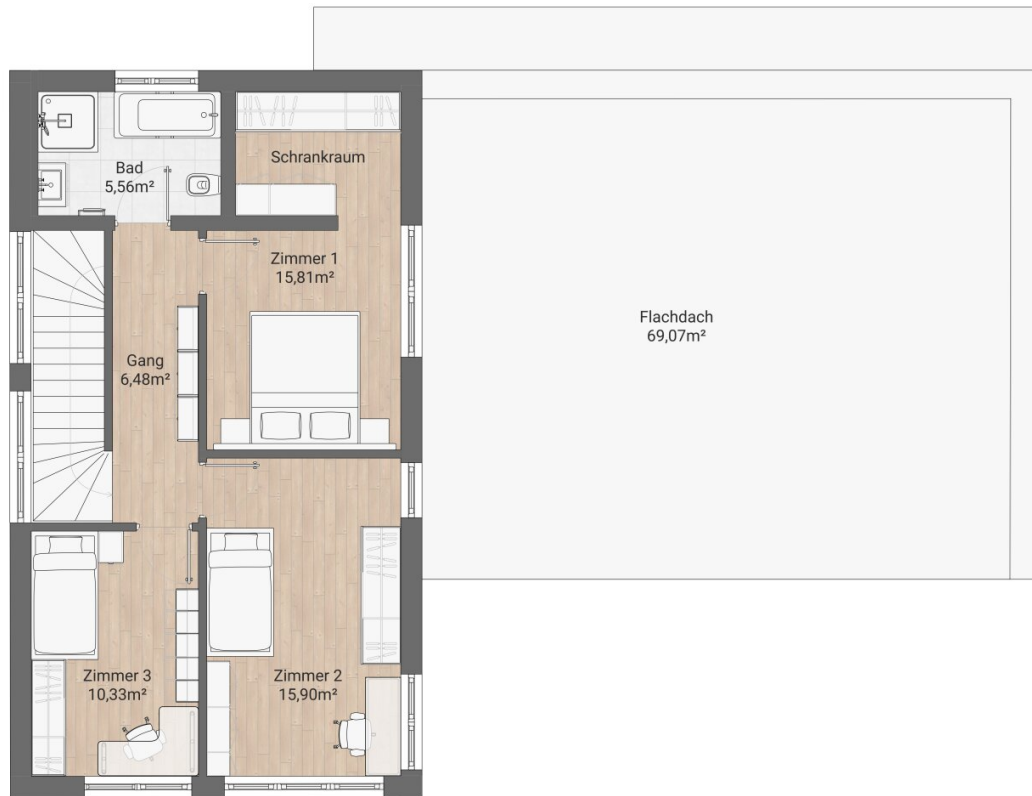 Bad
5,56m²
Schrankraum
Zimmer 1
15,81m²
Flachdach
69,07m²
Gang
6,48m²
Zimmer 3
10,33m²
Zimmer 2
15,90m²